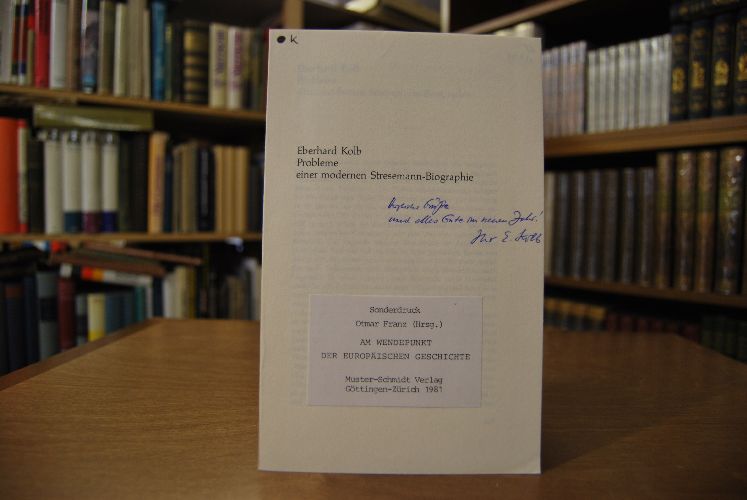 K
Eberhard Kolb
Probleme
einer modernen Stresemann-Biographie
Herzliche Grüße
und alles Gute im neuen Jahr!
Ihr E. Kolb
Sonderdruck
Otmar Franz (Hrsg.)
AM WENDEPUNKT
DER EUROPÄISCHEN GESCHICHTE
Muster-Schmidt Verlag
Göttingen-Zürich 1981